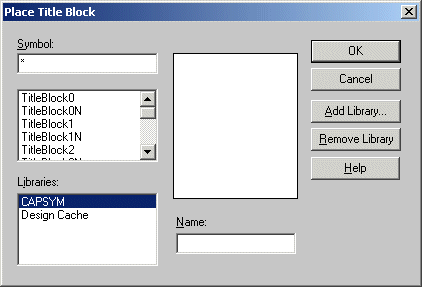 Place Title Block
Symbol:
*
TitleBlock0
TitleBlock0N
TitleBlock1
TitleBlock1N
TitleBlock2
Libraries:
CAPSYM
Design Cache
Name:
OK
Cancel
Add Library...
Remove Library
Help